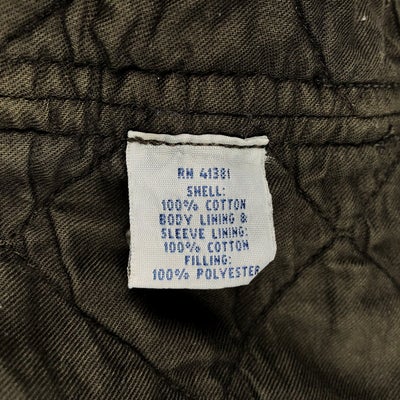 RN 41381
SHELL:
100% COTTON
BODY LINING &
SLEEVE LINING:
100% COTTON
FILLING:
100% POLYESTER